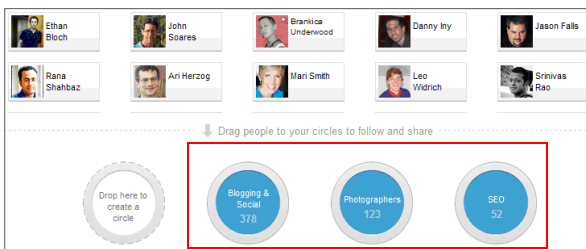 Ethan
Bloch
John
Soares
Brankica
Underwood
Danny Iny
Jason Falls
Rana
Shahbaz
Ari Herzog
Mari Smith
Leo
Widrich
Srinivas
Rao
Drag people to your circles to follow and share
Drop here to
create a
circle
Blogging &
Social
378
Photographers
123
SEO
52